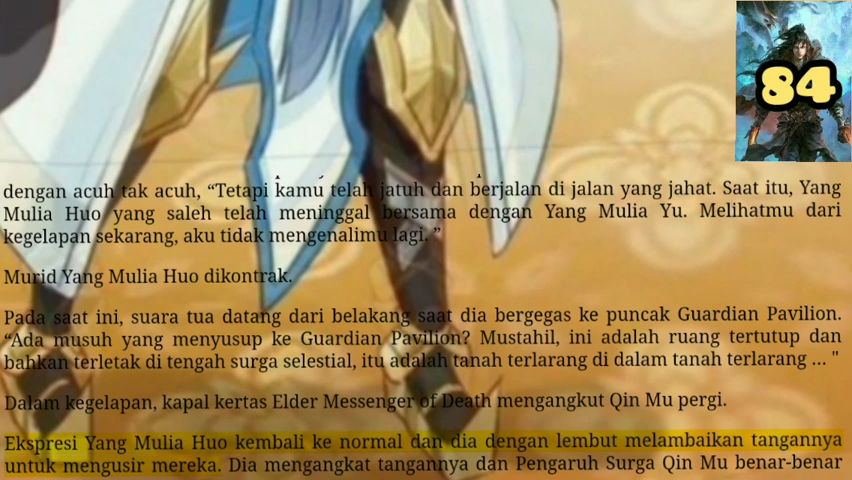 84
dengan acuh tak acuh, “Tetapi kamu telah jatuh dan berjalan di jalan yang jahat. Saat itu, Yang
Mulia Huo yang saleh telah meninggal bersama dengan Yang Mulia Yu. Melihatmu dari
kegelapan sekarang, aku tidak mengenalimu lagi. ”
Murid Yang Mulia Huo dikontrak.
Pada saat ini, suara tua datang dari belakang saat dia bergegas ke puncak Guardian Pavilion.
“Ada musuh yang menyusup ke Guardian Pavilion? Mustahil, ini adalah ruang tertutup dan
bahkan terletak di tengah surga selestial, itu adalah tanah terlarang di dalam tanah terlarang ... "
Dalam kegelapan, kapal kertas Elder Messenger of Death mengangkut Qin Mu pergi.
Ekspresi Yang Mulia Huo kembali ke normal dan dia dengan lembut melambaikan tangannya
untuk mengusir mereka. Dia mengangkat tangannya dan Pengaruh Surga Qin Mu benar-benar